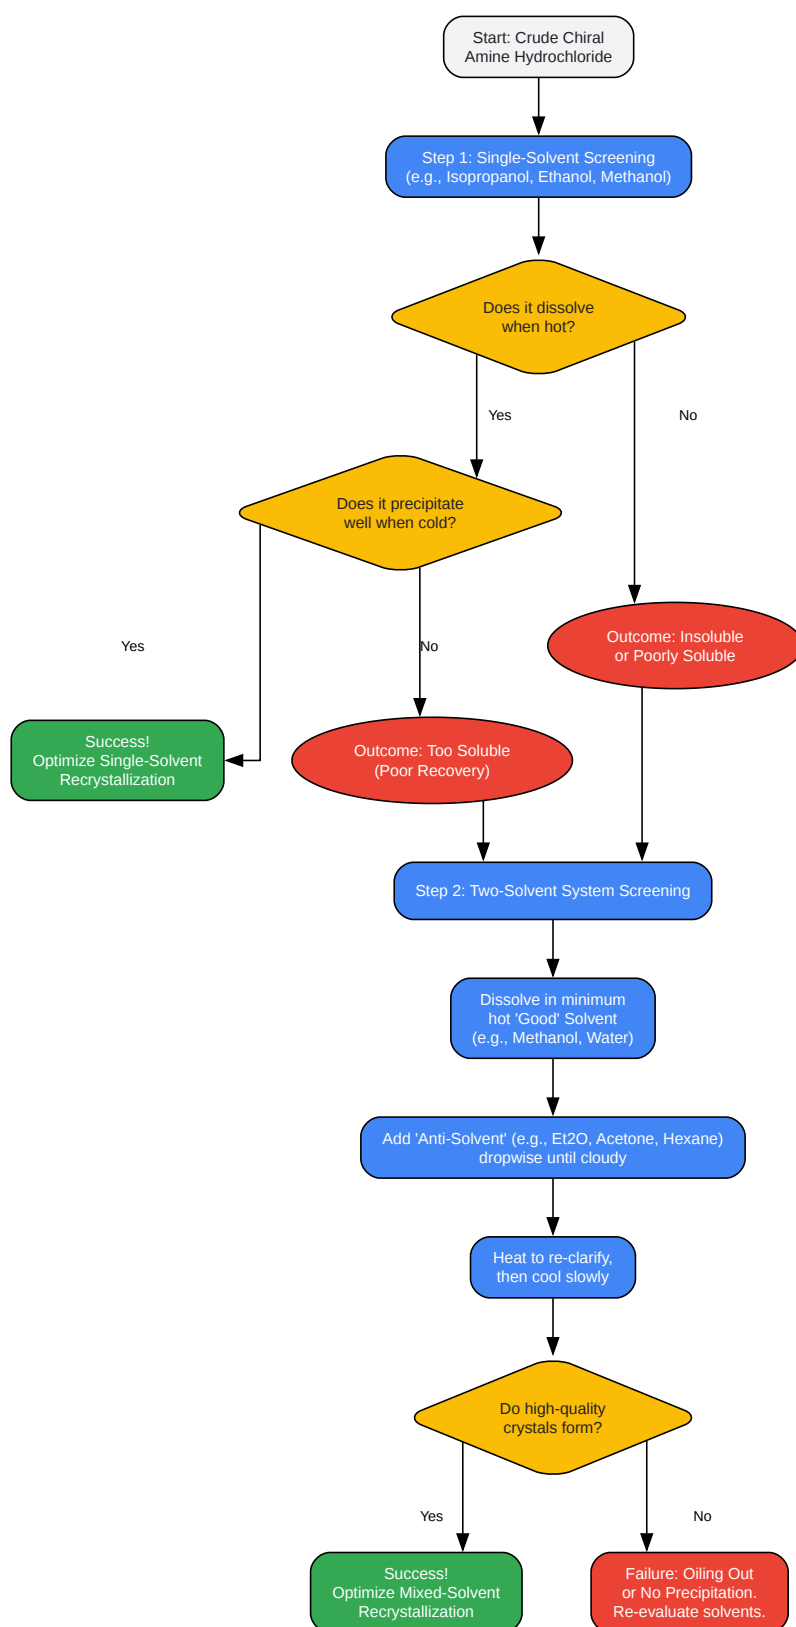 Start: Crude Chiral
Amine Hydrochloride
Step 1: Single-Solvent Screening
(e.g., Isopropanol, Ethanol, Methanol)
Does it dissolve
when hot?
Yes
No
Does it precipitate
well when cold?
Yes
No
Outcome: Insoluble
or Poorly Soluble
Success!
Optimize Single-Solvent
Recrystallization
Outcome: Too Soluble
(Poor Recovery)
Step 2: Two-Solvent System Screening
Dissolve in minimum
hot 'Good' Solvent
(e.g., Methanol, Water)
Add 'Anti-Solvent' (e.g., Et2O, Acetone, Hexane)
dropwise until cloudy
Heat to re-clarify,
then cool slowly
Do high-quality
crystals form?
Yes
No
Success!
Optimize Mixed-Solvent
Recrystallization
Failure: Oiling Out
or No Precipitation.
Re-evaluate solvents.